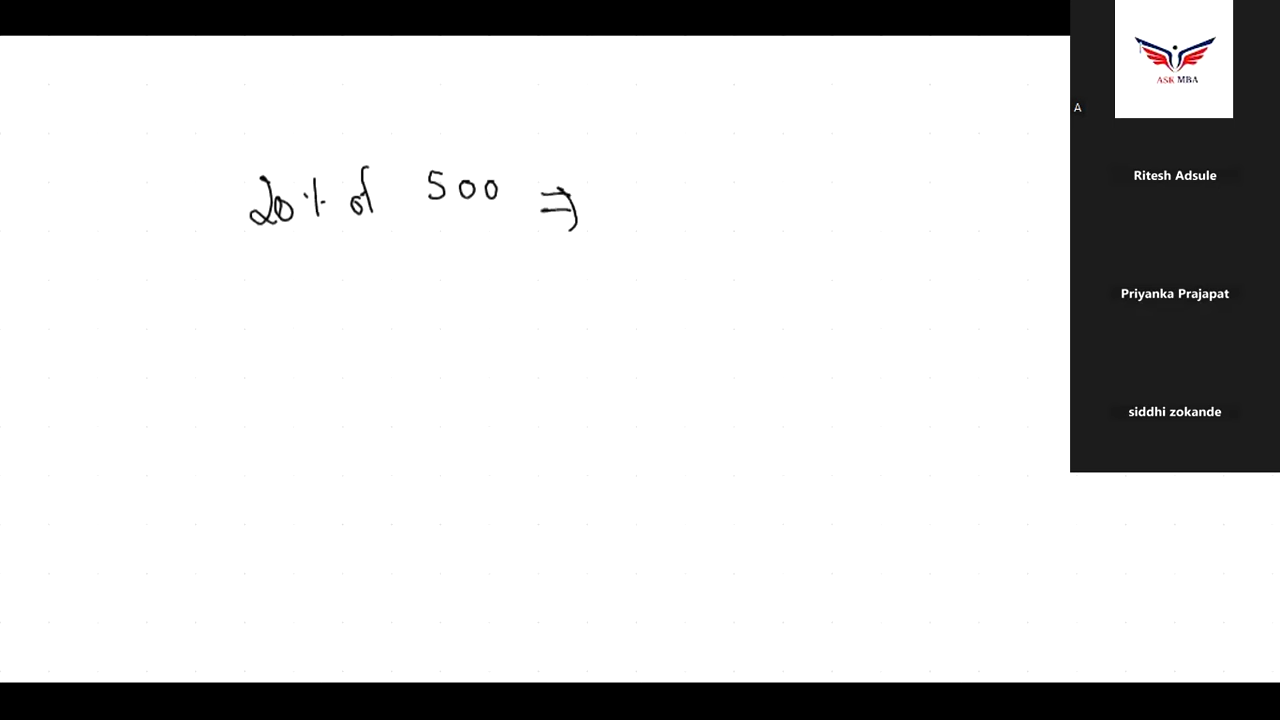 20% of 500 ⇒
ASK MBA
A
Ritesh Adsule
Priyanka Prajapat
siddhi zokande